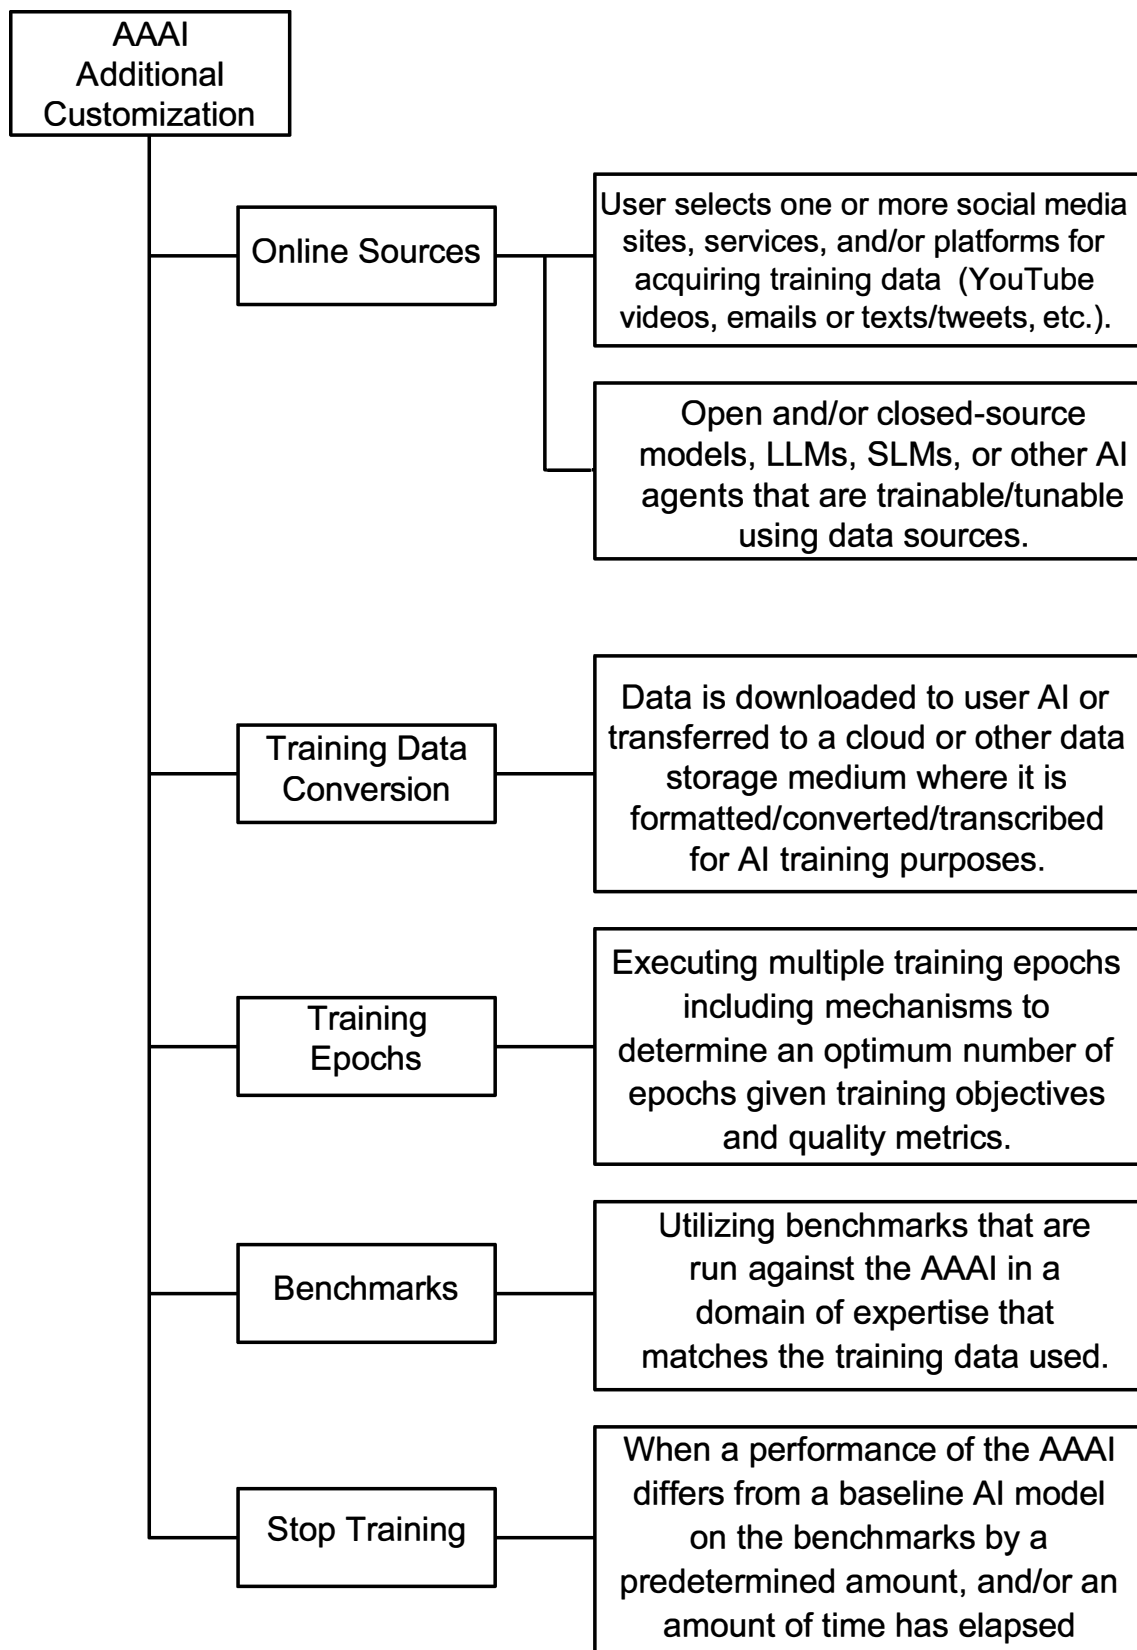 AAAI
Additional
Customization
Online Sources
User selects one or more social media
sites, services, and/or platforms for
acquiring training data (YouTube
videos, emails or texts/tweets, etc.).
Open and/or closed-source
models, LLMs, SLMs, or other AI
agents that are trainable/tunable
using data sources.
Training Data
Conversion
Data is downloaded to user AI or
transferred to a cloud or other data
storage medium where it is
formatted/converted/transcribed
for AI training purposes.
Training
Epochs
Executing multiple training epochs
including mechanisms to
determine an optimum number of
epochs given training objectives
and quality metrics.
Benchmarks
Utilizing benchmarks that are
run against the AAAI in a
domain of expertise that
matches the training data used.
Stop Training
When a performance of the AAAI
differs from a baseline AI model
on the benchmarks by a
predetermined amount, and/or an
amount of time has elapsed